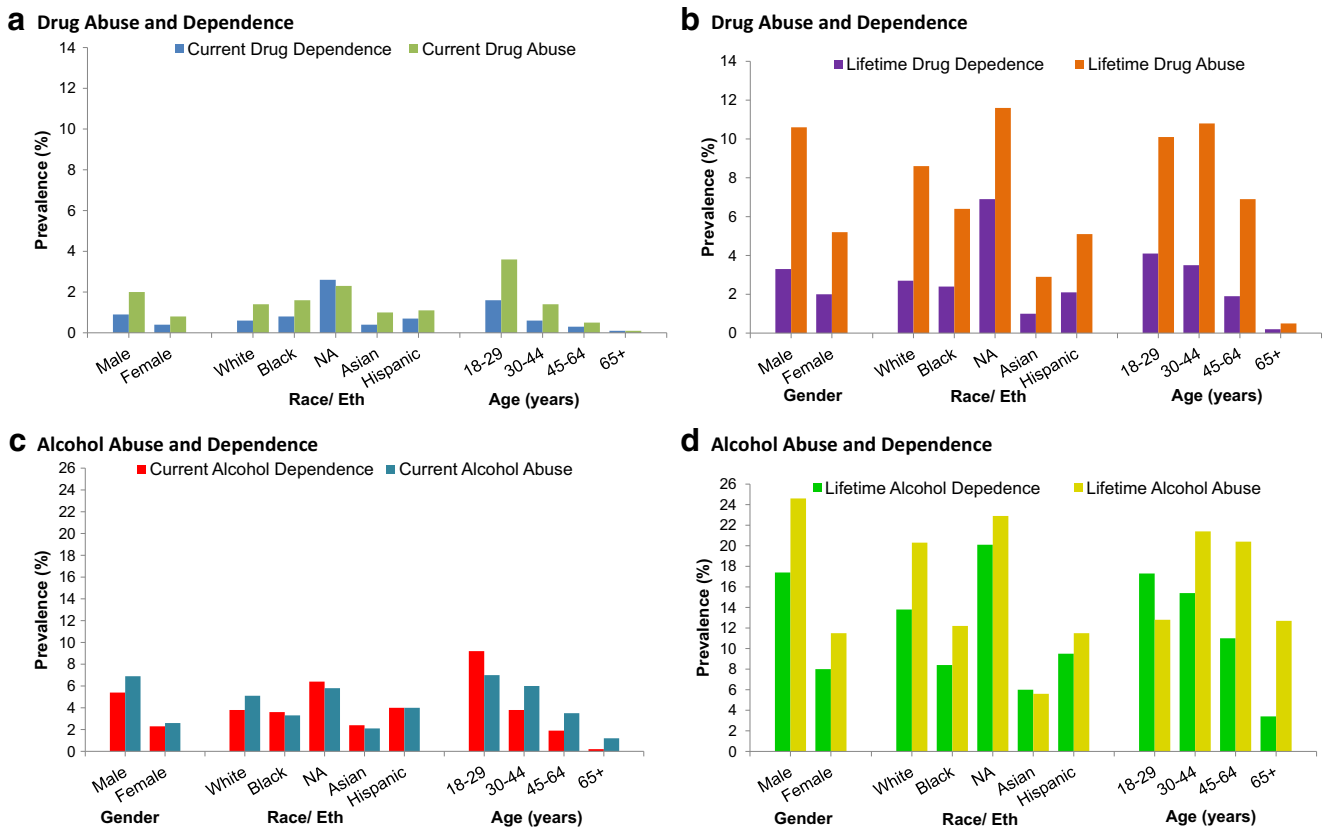 a Drug Abuse and Dependence
Current Drug Dependence Current Drug Abuse
Prevalence (%)
14
12
10
8
6
4
2
0
Male Female White Black NA Asian Hispanic 18-29 30-44 45-64 65+
Race/ Eth Age (years)
b Drug Abuse and Dependence
Lifetime Drug Depedence Lifetime Drug Abuse
Prevalence (%)
14
12
10
8
6
4
2
0
Male Female White Black NA Asian Hispanic 18-29 30-44 45-64 65+
Gender Race/ Eth Age (years)
c Alcohol Abuse and Dependence
Current Alcohol Dependence Current Alcohol Abuse
Prevalence (%)
26
24
22
20
18
16
14
12
10
8
6
4
2
0
Male Female White Black NA Asian Hispanic 18-29 30-44 45-64 65+
Gender Race/ Eth Age (years)
d Alcohol Abuse and Dependence
Lifetime Alcohol Depedence Lifetime Alcohol Abuse
Prevalence (%)
26
24
22
20
18
16
14
12
10
8
6
4
2
0
Male Female White Black NA Asian Hispanic 18-29 30-44 45-64 65+
Gender Race/ Eth Age (years)